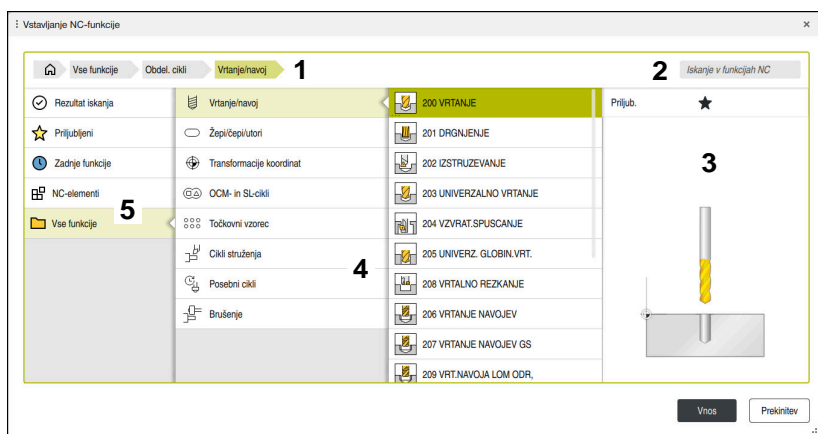 Vstavljanje NC-funkcije
Vse funkcije Obdel. cikli Vrtanje/navoj 1 2 Iskanje v funkcijah NC
Rezultat iskanja
Priljubljeni
Zadnje funkcije
NC-elementi
Vse funkcije
5
Vrtanje/navoj
Žepi/čepi/utori
Transformacije koordinat
OCM- in SL-cikli
Točkovni vzorec
Cikli struženja
Posebni cikli
Brušenje
4
200 VRTANJE
201 DRGNJENJE
202 IZSTRUZEVANJE
203 UNIVERZALNO VRTANJE
204 VZVRAT.SPUSCANJE
205 UNIVERZ. GLOBIN.VRT.
208 VRTALNO REZKANJE
206 VRTANJE NAVOJEV
207 VRTANJE NAVOJEV GS
209 VRT.NAVOJA LOM ODR,
Priljub.
3
Vnos Prekinitev